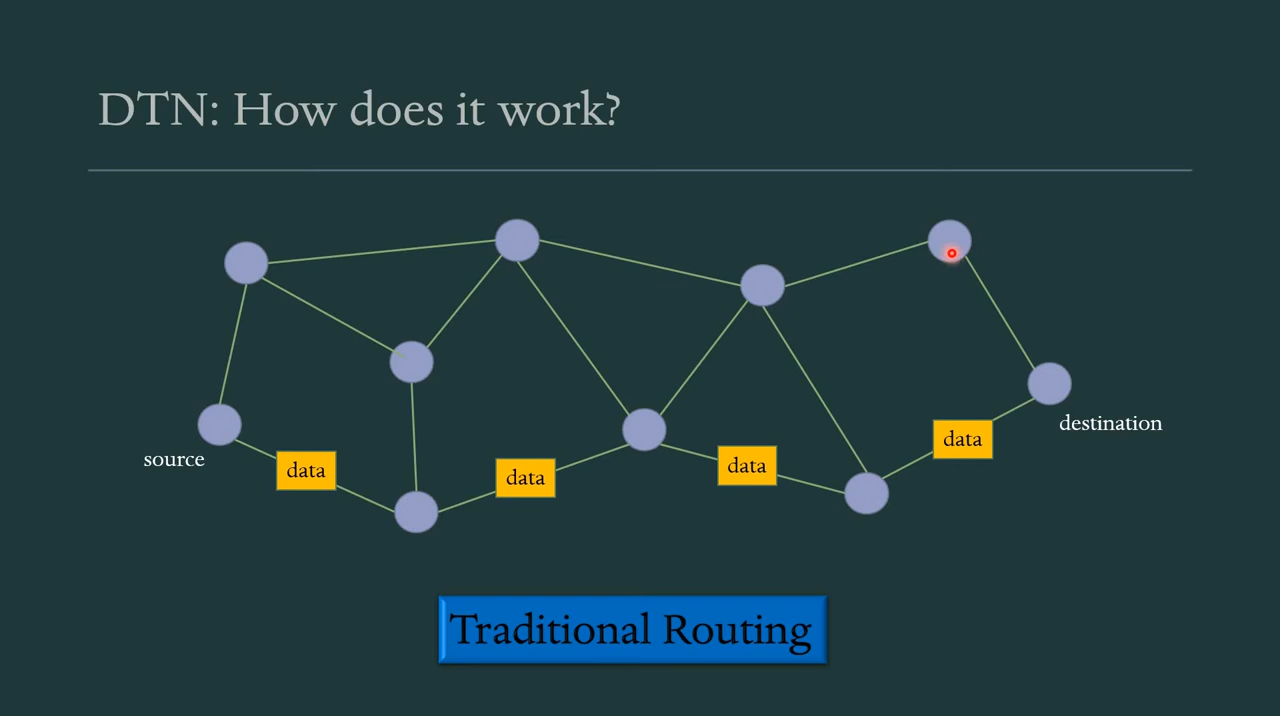 DTN: How does it work?
source
data
data
data
data
destination
Traditional Routing